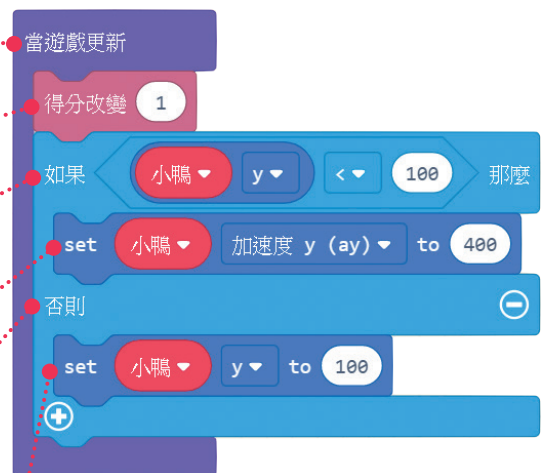 當遊戲更新
得分改變 1
如果 小鴨 y < 100 那麼
set 小鴨 加速度 y (ay) to 400
否則
set 小鴨 y to 100